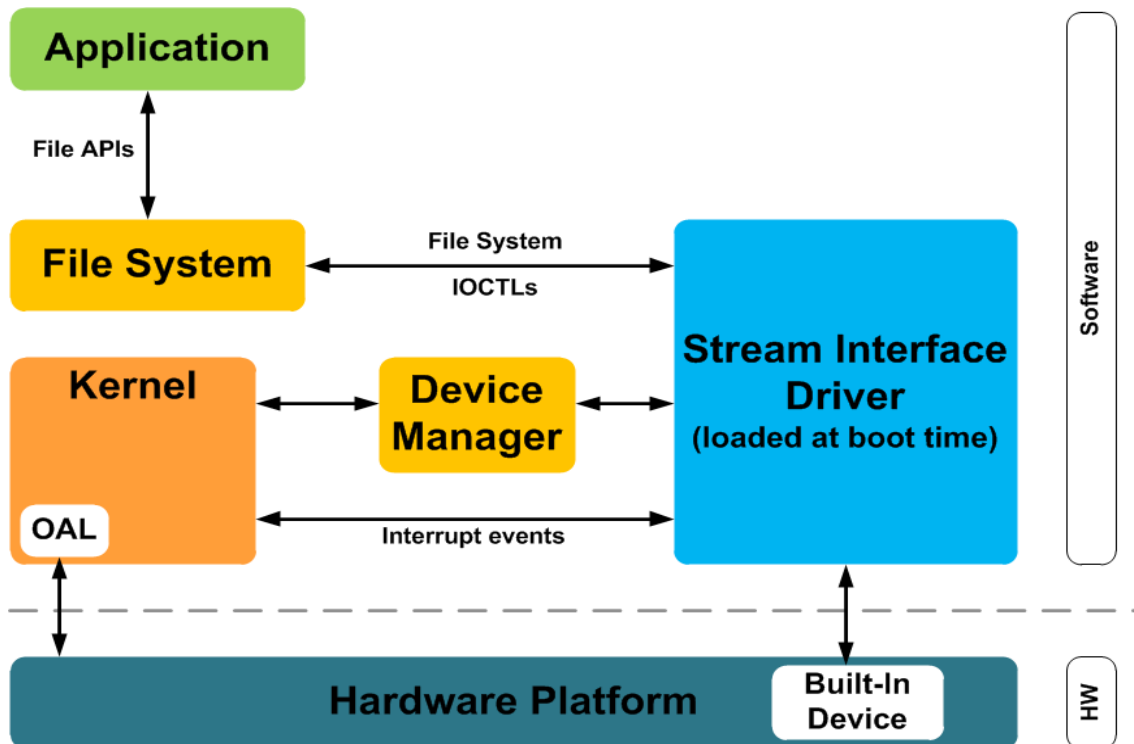 Application
File APIs
File System
File System
IOCTLs
Stream Interface
Driver
(loaded at boot time)
Kernel
Device
Manager
OAL
Interrupt events
Hardware Platform
Built-In
Device
Software
HW